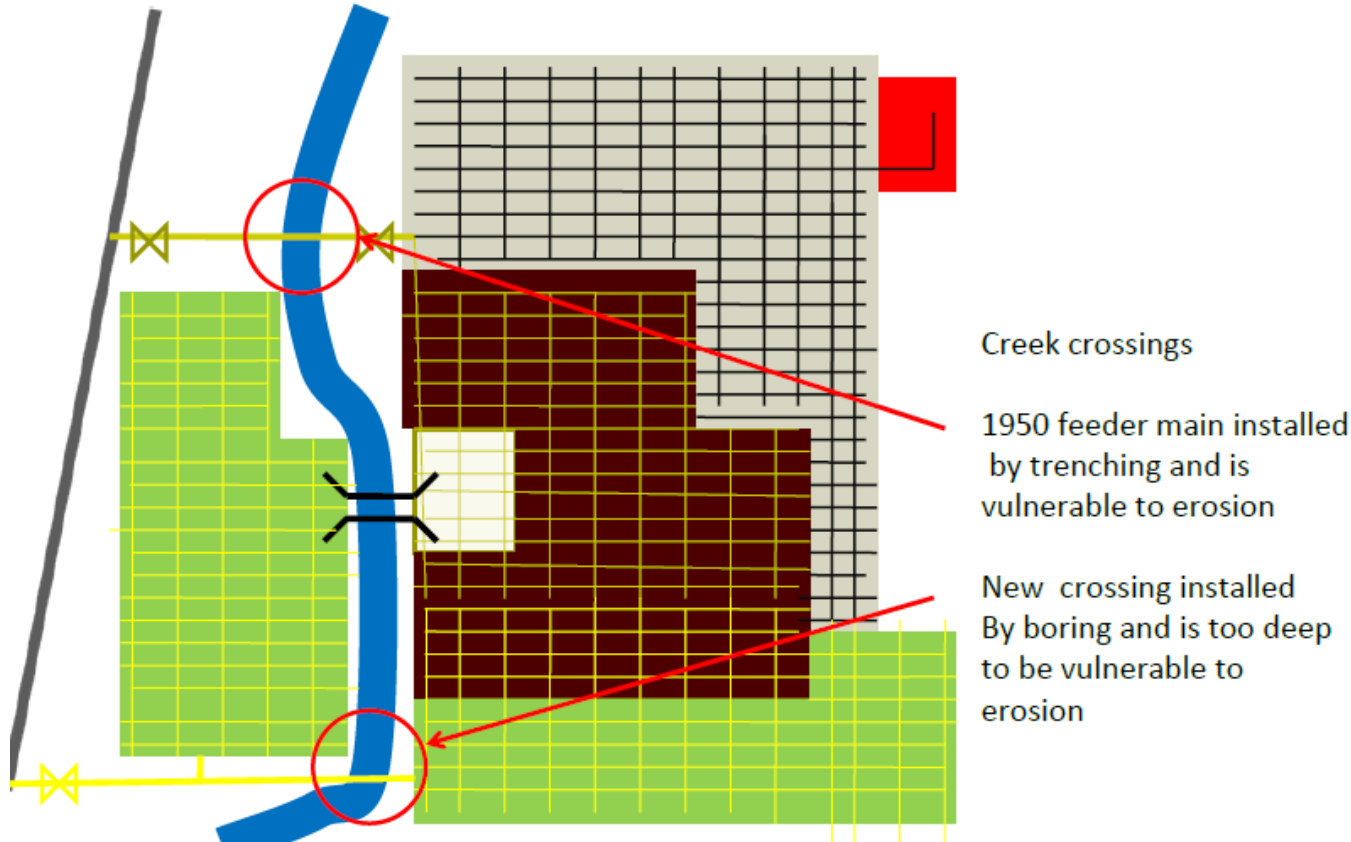 Creek crossings
1950 feeder main installed
by trenching and is
vulnerable to erosion
New crossing installed
By boring and is too deep
to be vulnerable to
erosion